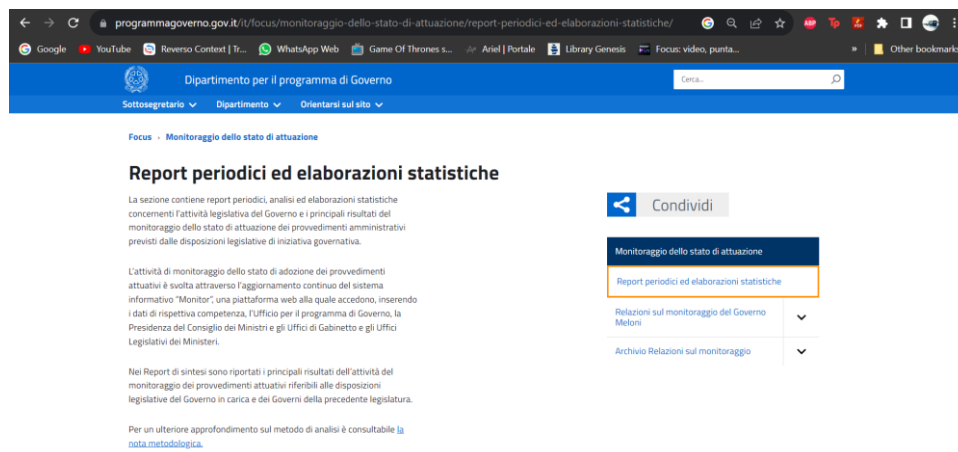 programmagoverno.gov.it/it/focus/monitoraggio-dello-stato-di-attuazione/report-periodici-ed-elaborazioni-statistiche/
Google YouTube Reverso Context | Tr... WhatsApp Web Game Of Thrones s... Ariel | Portale Library Genesis Focus: video, punta... » Other bookmarks
Dipartimento per il programma di Governo
Cerca...
Sottosegretario Dipartimento Orientarsi sul sito
Focus · Monitoraggio dello stato di attuazione
Report periodici ed elaborazioni statistiche
La sezione contiene report periodici, analisi ed elaborazioni statistiche
concernenti l'attività legislativa del Governo e i principali risultati del
monitoraggio dello stato di attuazione dei provvedimenti amministrativi
previsti dalle disposizioni legislative di iniziativa governativa.
L'attività di monitoraggio dello stato di adozione dei provvedimenti
attuativi è svolta attraverso l'aggiornamento continuo del sistema
informativo "Monitor", una piattaforma web alla quale accedono, inserendo
i dati di rispettiva competenza, l'Ufficio per il programma di Governo, la
Presidenza del Consiglio dei Ministri e gli Uffici di Gabinetto e gli Uffici
Legislativi dei Ministeri.
Nei Report di sintesi sono riportati i principali risultati dell'attività del
monitoraggio dei provvedimenti attuativi riferibili alle disposizioni
legislative del Governo in carica e dei Governi della precedente legislatura.
Per un ulteriore approfondimento sul metodo di analisi è consultabile la
nota metodologica.
Condividi
Monitoraggio dello stato di attuazione
Report periodici ed elaborazioni statistiche
Relazioni sul monitoraggio del Governo
Meloni
Archivio Relazioni sul monitoraggio